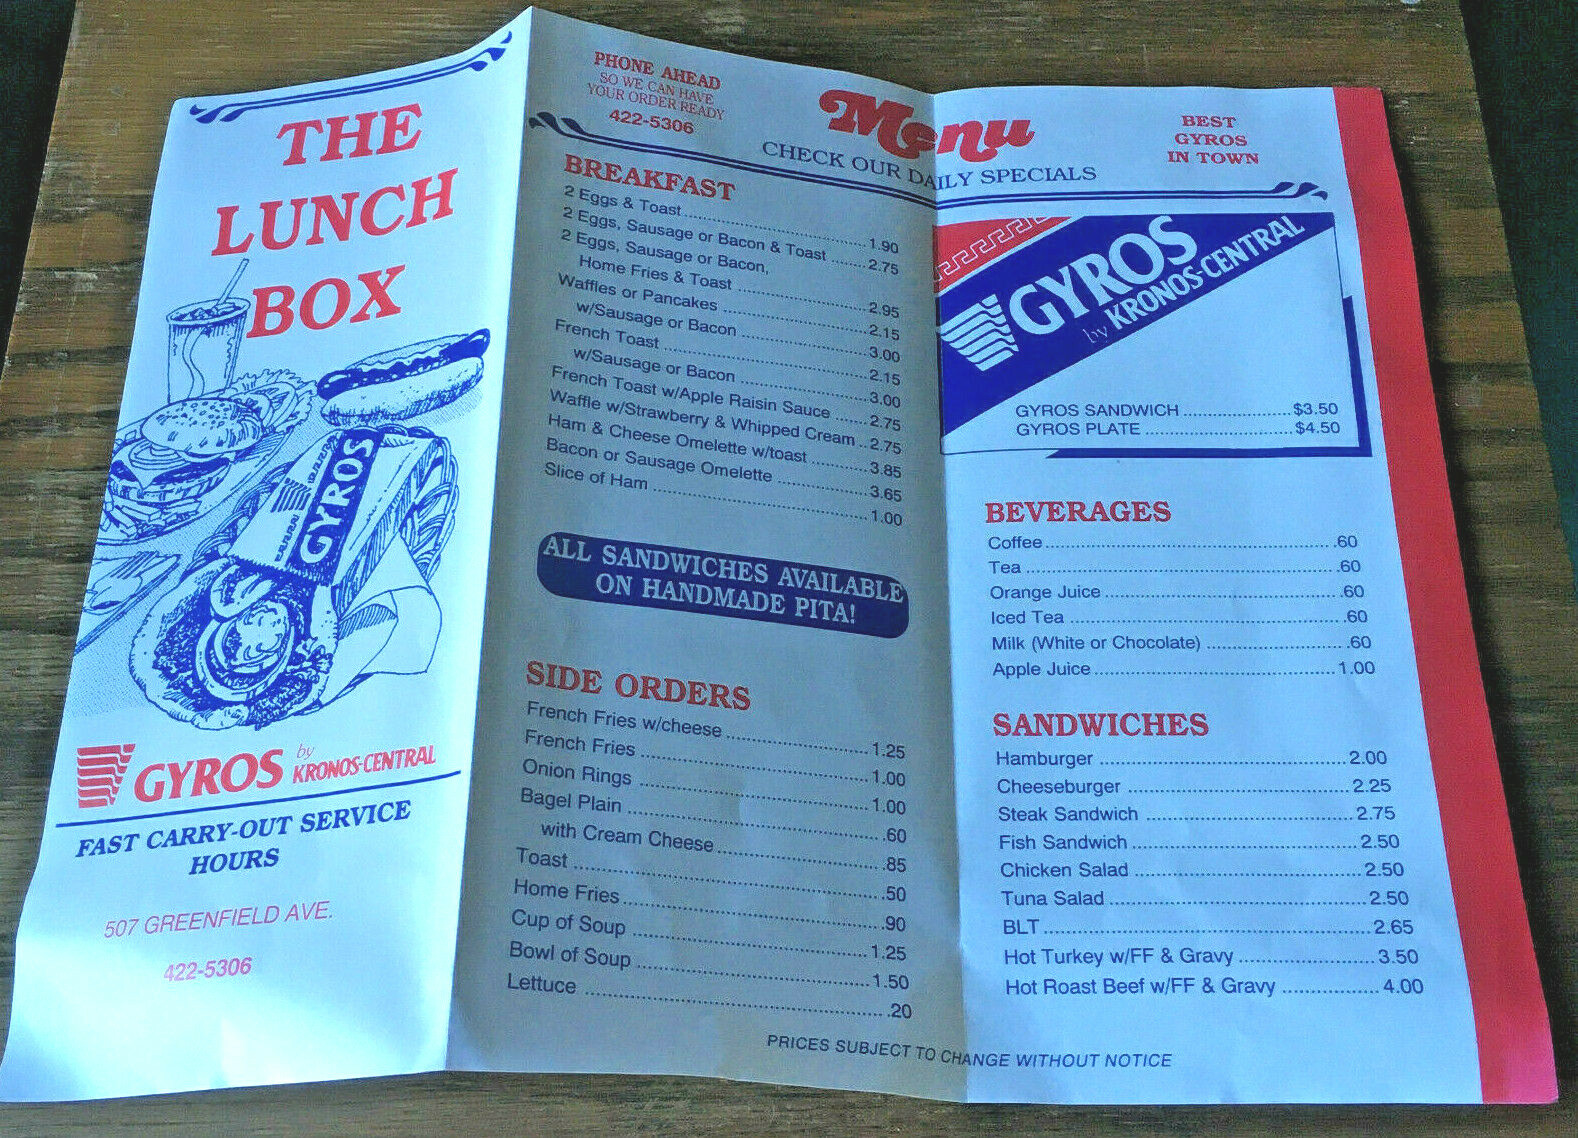 THE
LUNCH
BOX
GYROS
GYROS by KRONOS-CENTRAL
FAST CARRY-OUT SERVICE
HOURS
507 GREENFIELD AVE.
422-5306
PHONE AHEAD
SO WE CAN HAVE
YOUR ORDER READY
422-5306
Menu
CHECK OUR DAILY SPECIALS
BEST
GYROS
IN TOWN
BREAKFAST
2 Eggs & Toast 1.90
2 Eggs, Sausage or Bacon & Toast 2.75
2 Eggs, Sausage or Bacon,
Home Fries & Toast 2.95
Waffles or Pancakes 2.15
w/Sausage or Bacon 3.00
French Toast 2.15
w/Sausage or Bacon 3.00
French Toast w/Apple Raisin Sauce 2.75
Waffle w/Strawberry & Whipped Cream 2.75
Ham & Cheese Omelette w/toast 3.85
Bacon or Sausage Omelette 3.65
Slice of Ham 1.00
ALL SANDWICHES AVAILABLE
ON HANDMADE PITA!
SIDE ORDERS
French Fries w/cheese 1.25
French Fries 1.00
Onion Rings 1.00
Bagel Plain .60
with Cream Cheese .85
Toast .50
Home Fries .90
Cup of Soup 1.25
Bowl of Soup 1.50
Lettuce .20
GYROS
by KRONOS-CENTRAL
GYROS SANDWICH $3.50
GYROS PLATE $4.50
BEVERAGES
Coffee .60
Tea .60
Orange Juice .60
Iced Tea .60
Milk (White or Chocolate) .60
Apple Juice 1.00
SANDWICHES
Hamburger 2.00
Cheeseburger 2.25
Steak Sandwich 2.75
Fish Sandwich 2.50
Chicken Salad 2.50
Tuna Salad 2.50
BLT 2.65
Hot Turkey w/FF & Gravy 3.50
Hot Roast Beef w/FF & Gravy 4.00
PRICES SUBJECT TO CHANGE WITHOUT NOTICE